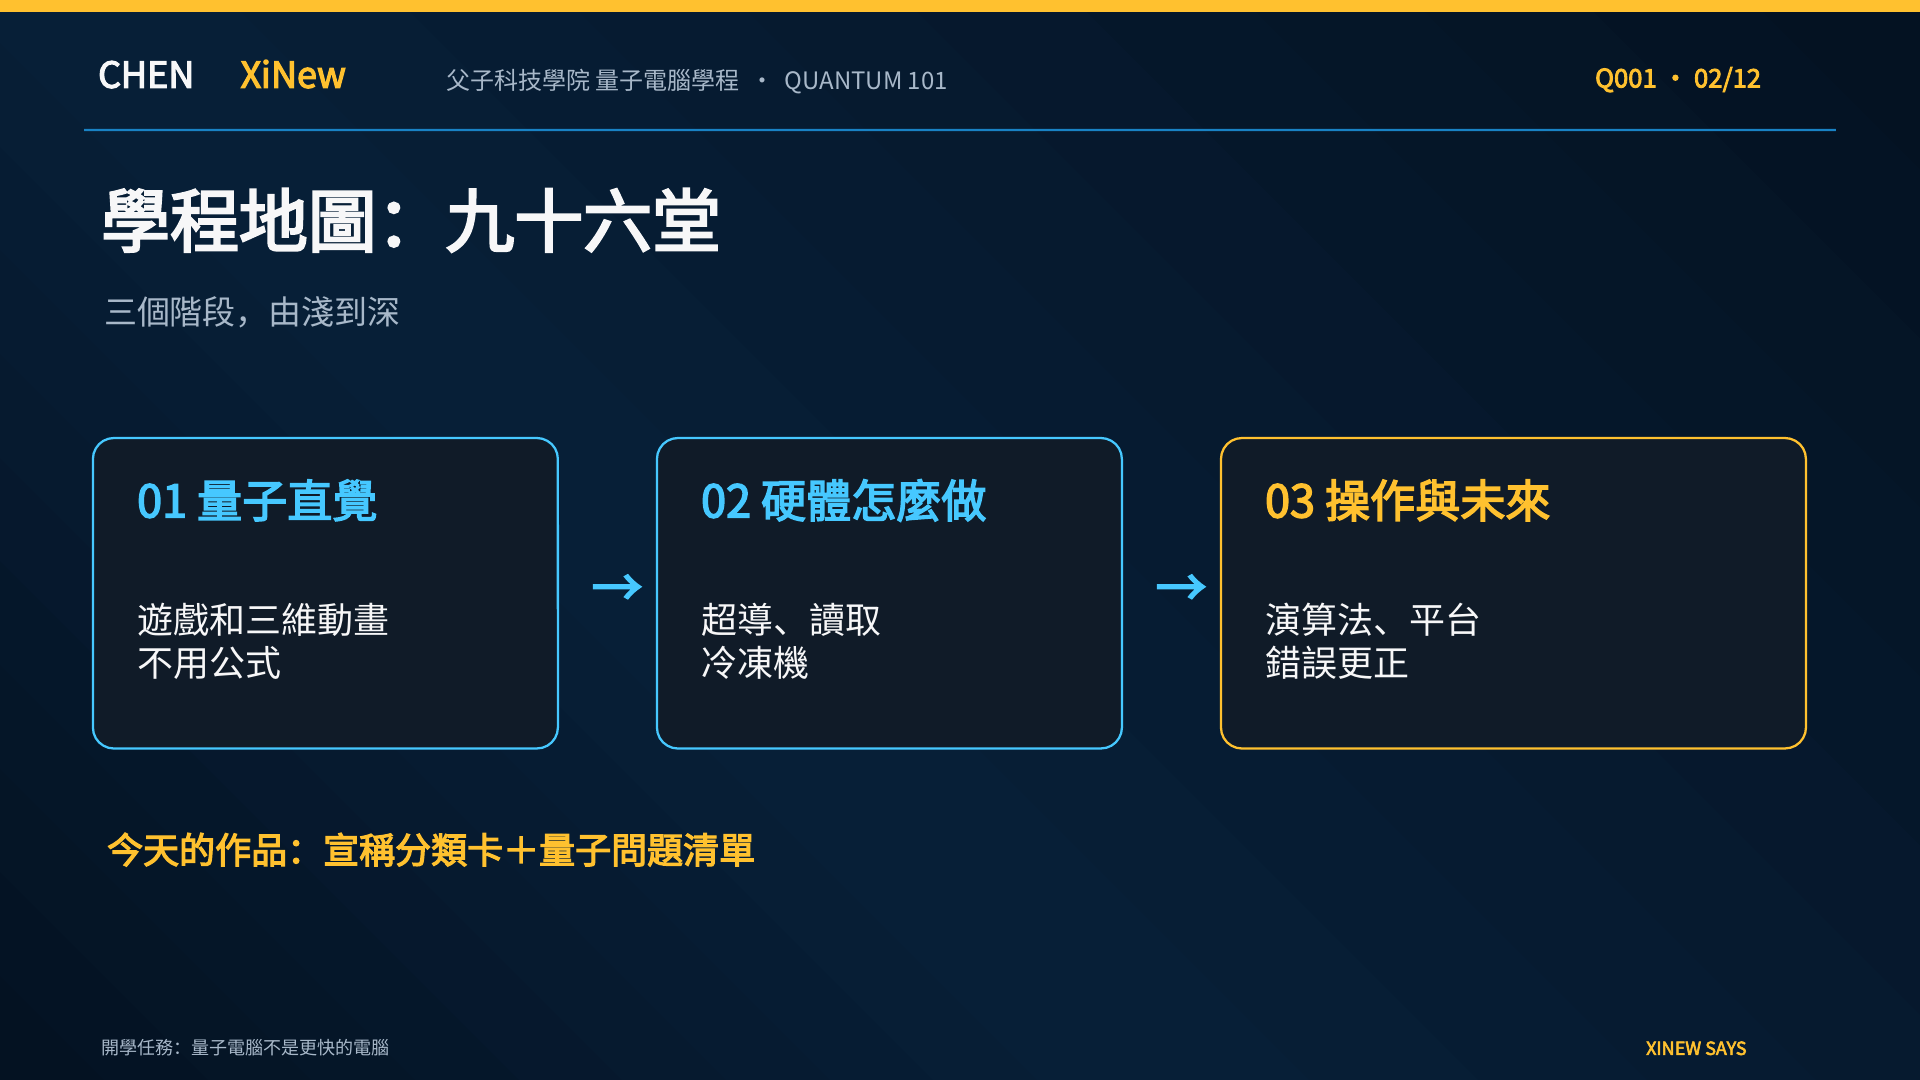 CHEN XiNew 父子科技學院 量子電腦學程 • QUANTUM 101
Q001 • 02/12
學程地圖：九十六堂
三個階段，由淺到深
01 量子直覺
遊戲和三維動畫
不用公式
→
02 硬體怎麼做
超導、讀取
冷凍機
→
03 操作與未來
演算法、平台
錯誤更正
今天的作品：宣稱分類卡＋量子問題清單
開學任務：量子電腦不是更快的電腦
XINEW SAYS